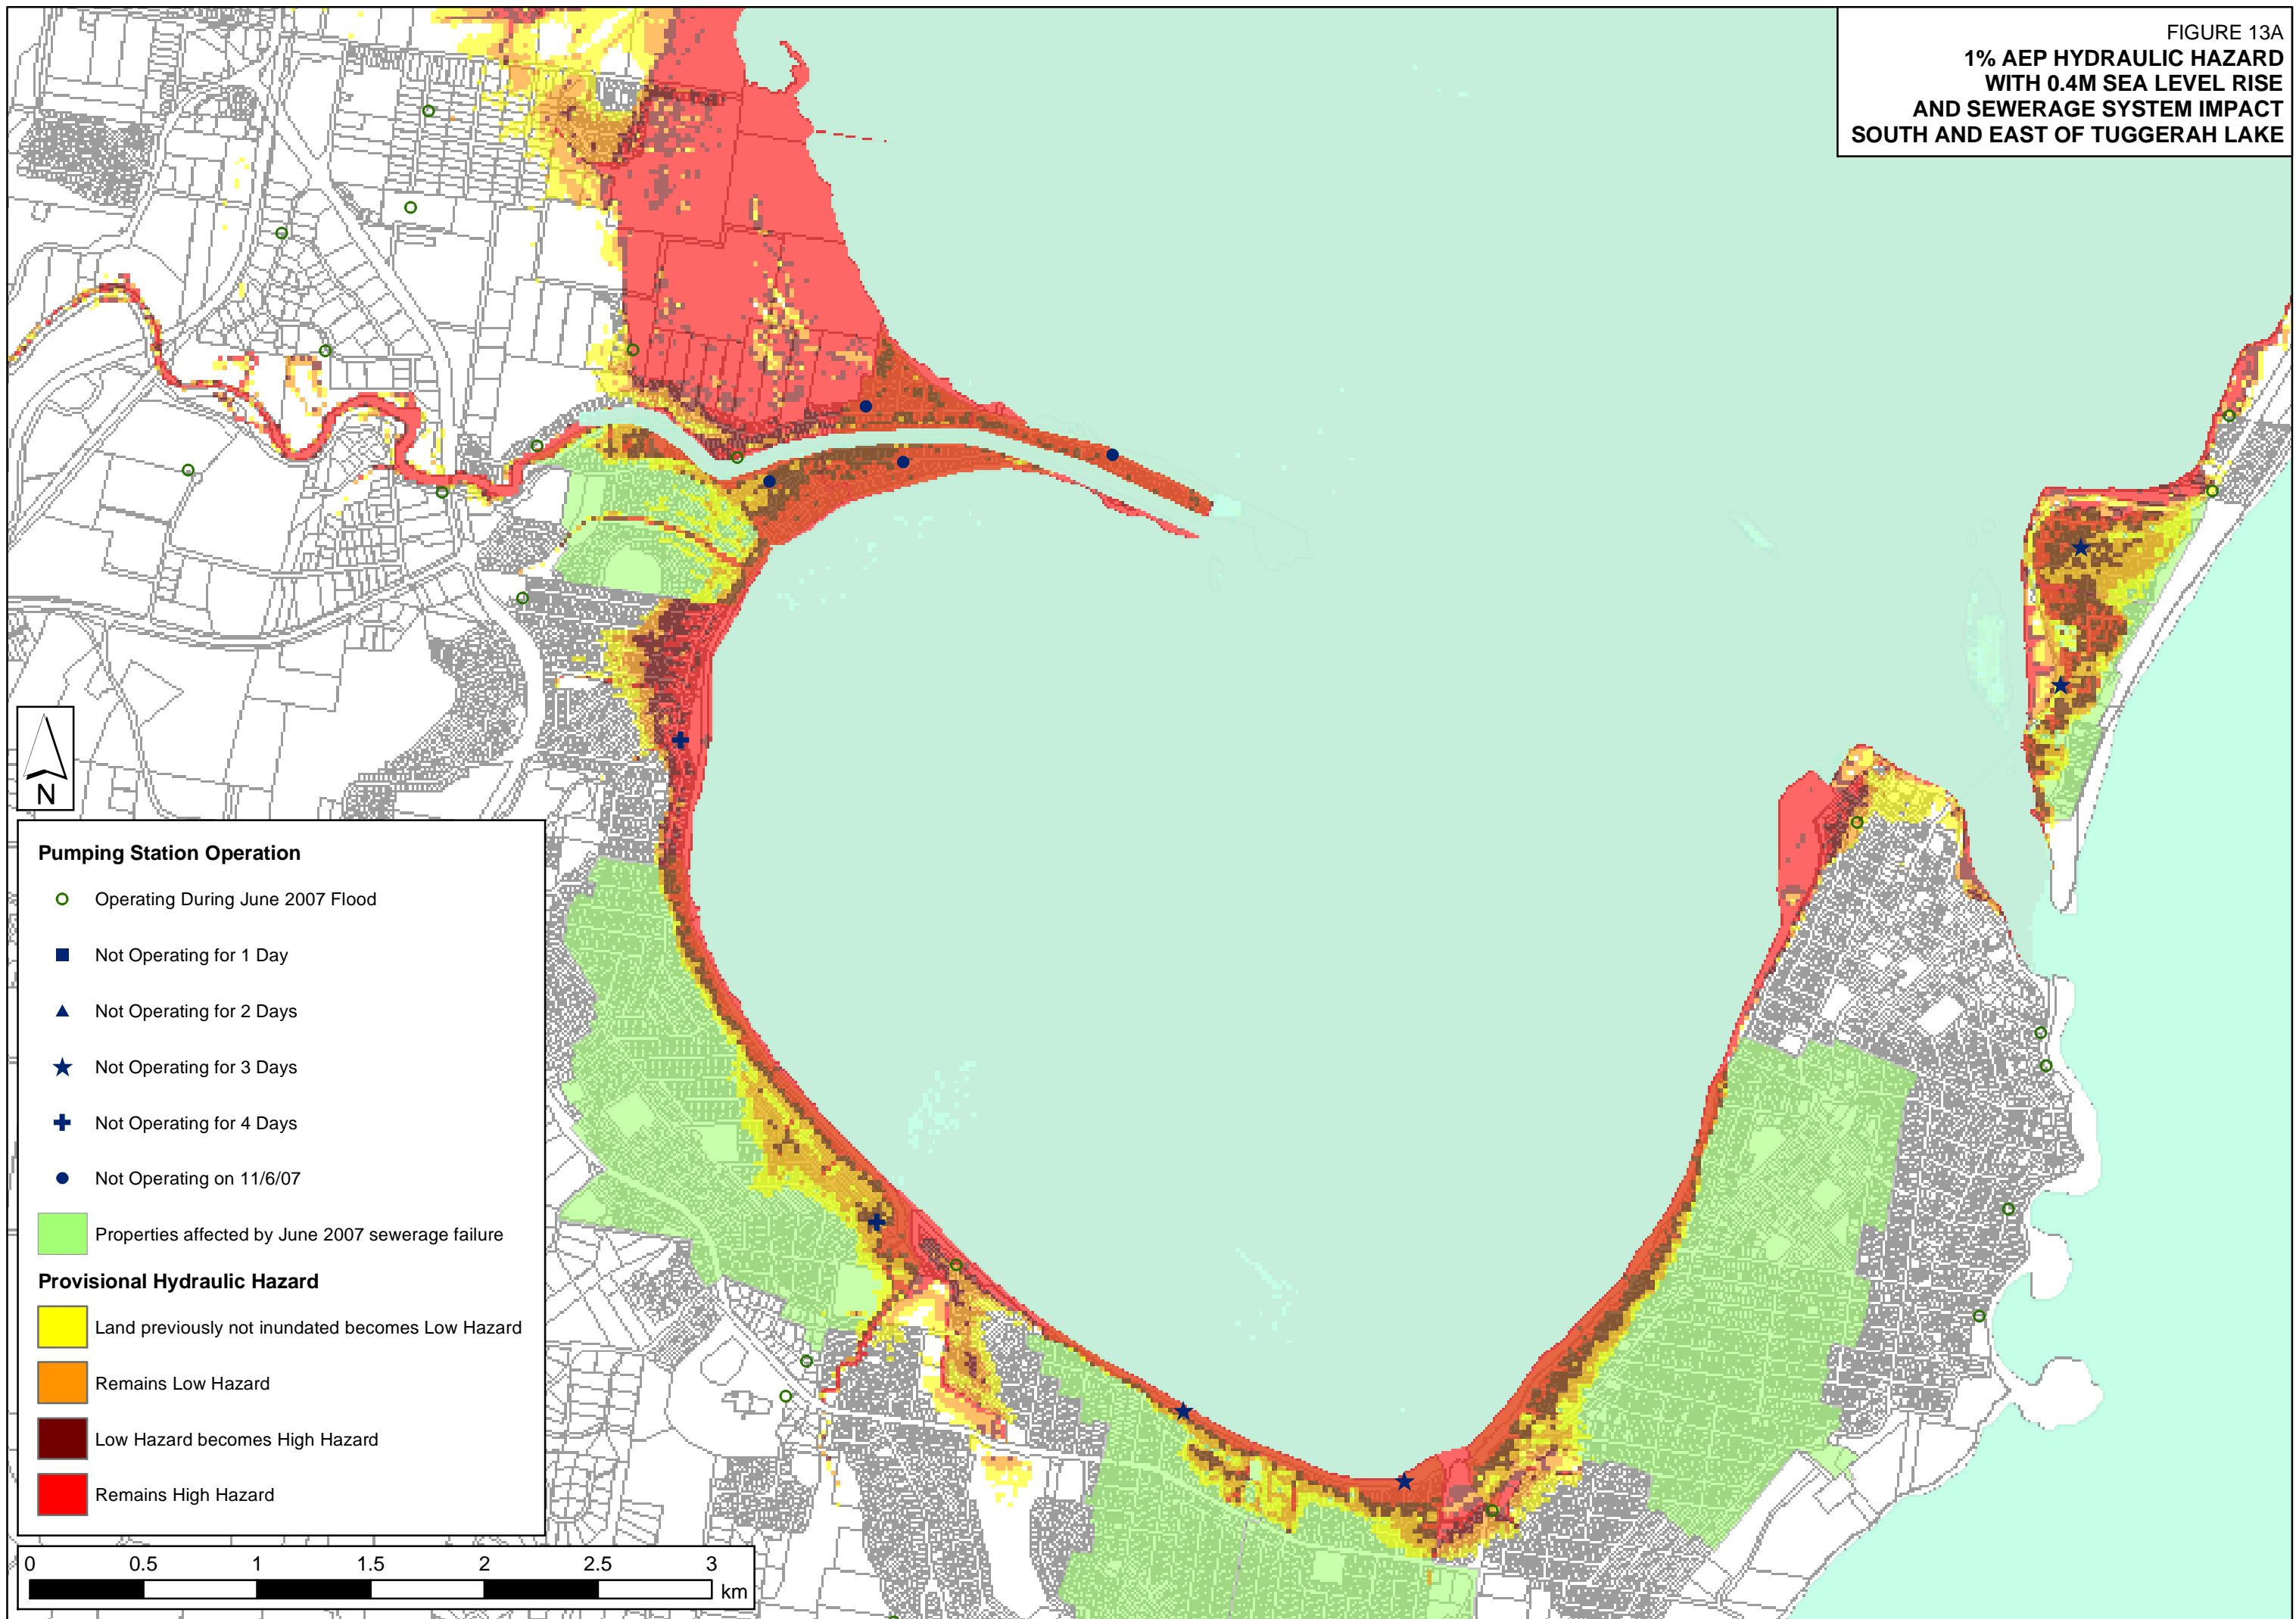 FIGURE 13A
1% AEP HYDRAULIC HAZARD
WITH 0.4M SEA LEVEL RISE
AND SEWERAGE SYSTEM IMPACT
SOUTH AND EAST OF TUGGERAH LAKE
N
Pumping Station Operation
Operating During June 2007 Flood
Not Operating for 1 Day
Not Operating for 2 Days
Not Operating for 3 Days
Not Operating for 4 Days
Not Operating on 11/6/07
Properties affected by June 2007 sewerage failure
Provisional Hydraulic Hazard
Land previously not inundated becomes Low Hazard
Remains Low Hazard
Low Hazard becomes High Hazard
Remains High Hazard
0 0.5 1 1.5 2 2.5 3
km